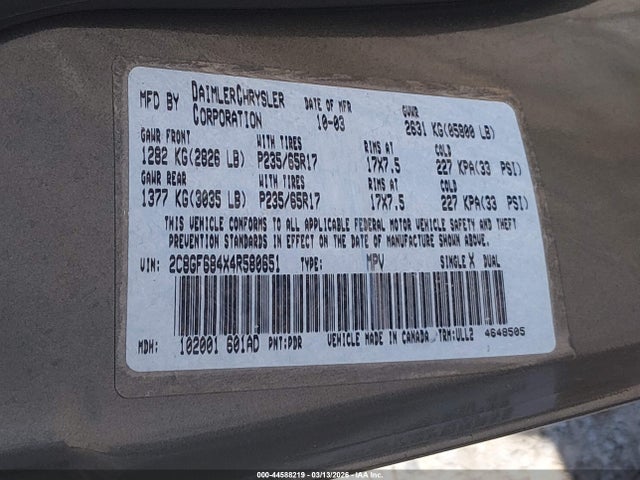 MFD BY DAIMLERCHRYSLER CORPORATION DATE OF MFR 10-03 GVWR 2631 KG(05800 LB)
GAWR FRONT WITH TIRES RIMS AT COLD
1282 KG(2826 LB) P235/65R17 17X7.5 227 KPA(33 PSI)
GAWR REAR WITH TIRES RIMS AT COLD
1377 KG(3035 LB) P235/65R17 17X7.5 227 KPA(33 PSI)
THIS VEHICLE CONFORMS TO ALL APPLICABLE FEDERAL MOTOR VEHICLE SAFETY AND THEFT
PREVENTION STANDARDS IN EFFECT ON THE DATE OF MANUFACTURE SHOWN ABOVE.
VIN: 2C8GF684X4R580651 TYPE: MPV SINGLE X DUAL
MDH: 102001 601AD PNT:PDR VEHICLE MADE IN CANADA TRM:ULL2 4648505
000-44588219 | 03/13/2026 - IAA, Inc.